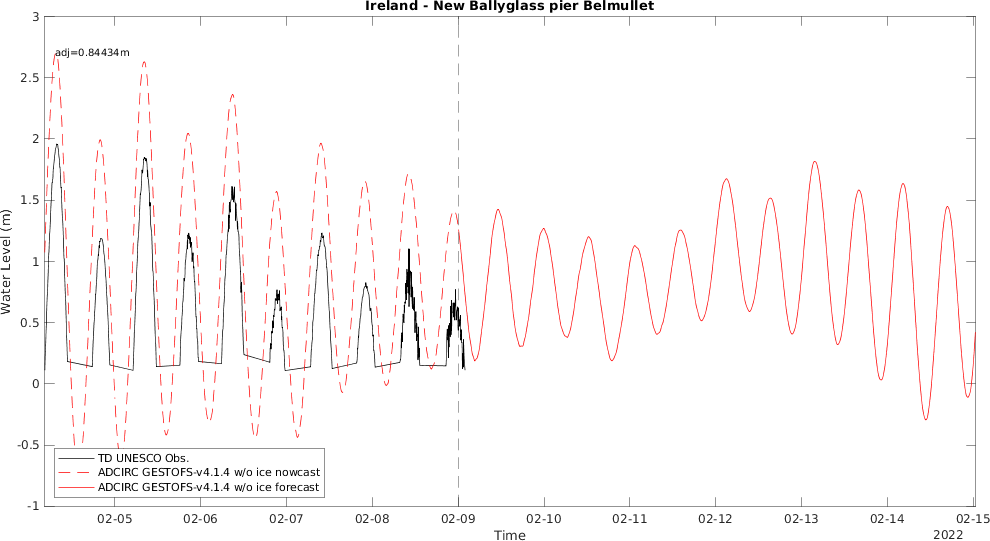 Ireland - New Ballyglass pier Belmullet
adj=0.84434m
3
2.5
2
1.5
1
0.5
0
-0.5
-1
Water Level (m)
TD UNESCO Obs.
ADCIRC GESTOFS-v4.1.4 w/o ice nowcast
ADCIRC GESTOFS-v4.1.4 w/o ice forecast
02-05 02-06 02-07 02-08 02-09 02-10 02-11 02-12 02-13 02-14 02-15
Time
2022